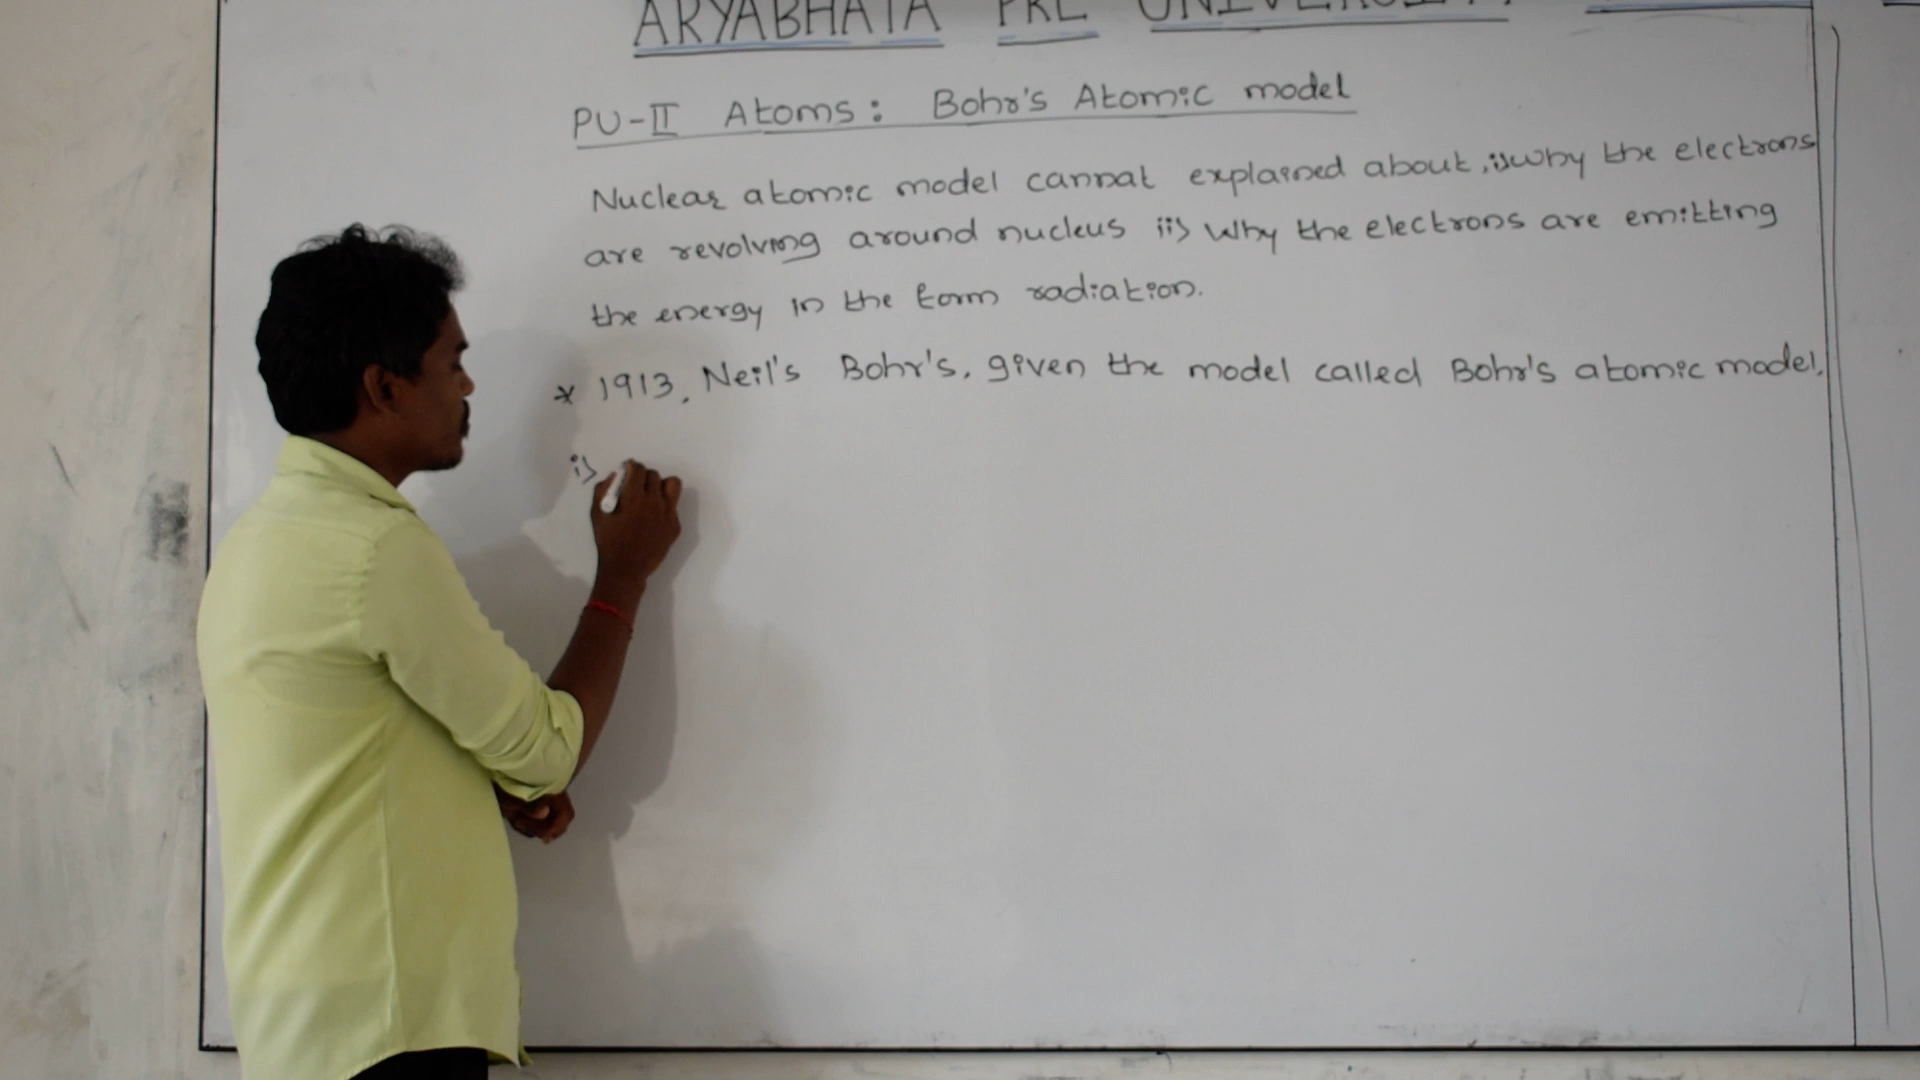 ARYABHATA PRE UNIVERSITY
PU-II Atoms: Bohr's Atomic model
Nuclear atomic model cannat explained about, i) why the electrons
are revolving around nucleus ii) Why the electrons are emitting
the energy in the form radiation.
* 1913, Neil's Bohr's, given the model called Bohr's atomic model,
i)